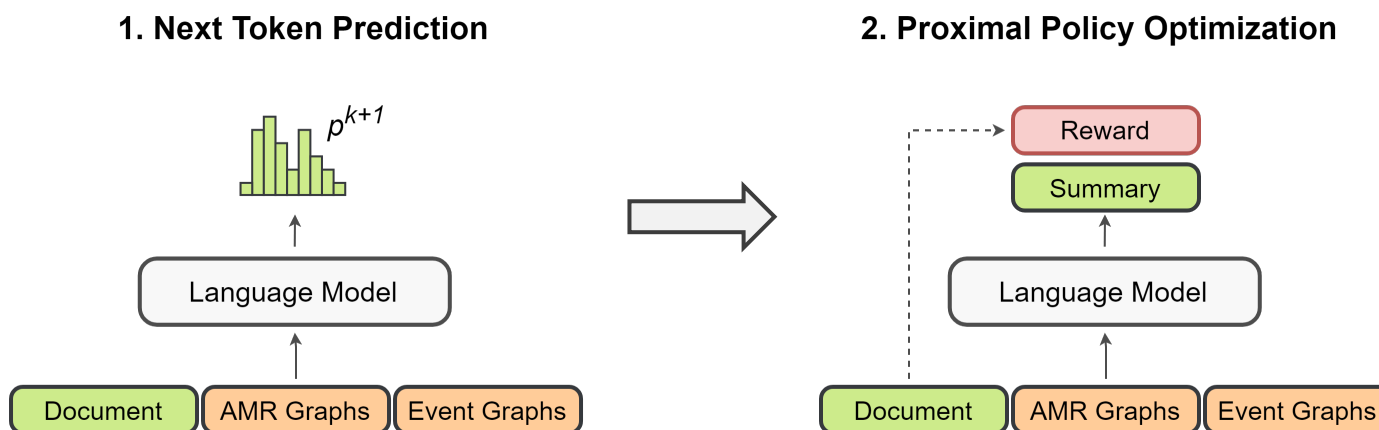 1. Next Token Prediction
p^{k+1}
Language Model
Document
AMR Graphs
Event Graphs
2. Proximal Policy Optimization
Reward
Summary
Language Model
Document
AMR Graphs
Event Graphs